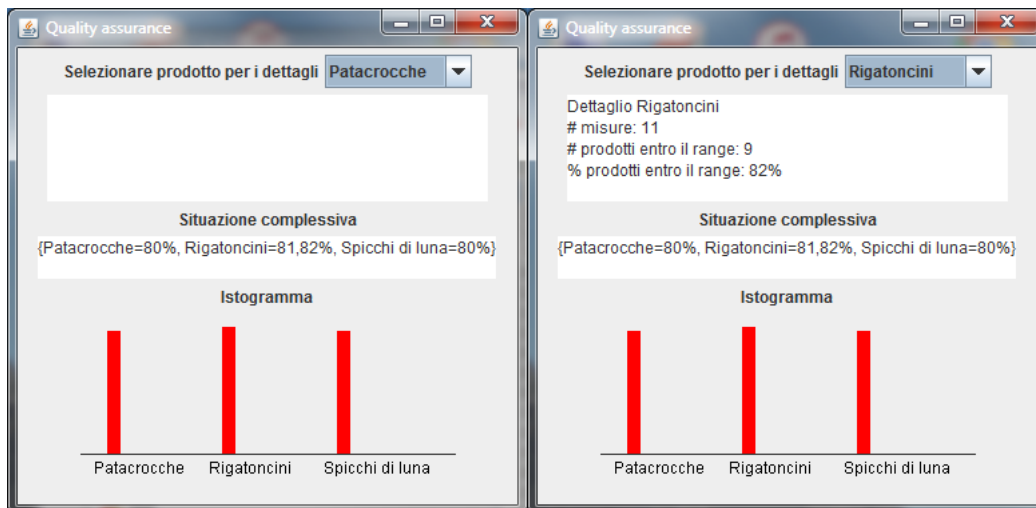 Quality assurance
Selezionare prodotto per i dettagli Patacrocche
Situazione complessiva
{Patacrocche=80%, Rigatoncini=81,82%, Spicchi di luna=80%}
Istogramma
Patacrocche Rigatoncini Spicchi di luna
Quality assurance
Selezionare prodotto per i dettagli Rigatoncini
Dettaglio Rigatoncini
# misure: 11
# prodotti entro il range: 9
% prodotti entro il range: 82%
Situazione complessiva
{Patacrocche=80%, Rigatoncini=81,82%, Spicchi di luna=80%}
Istogramma
Patacrocche Rigatoncini Spicchi di luna